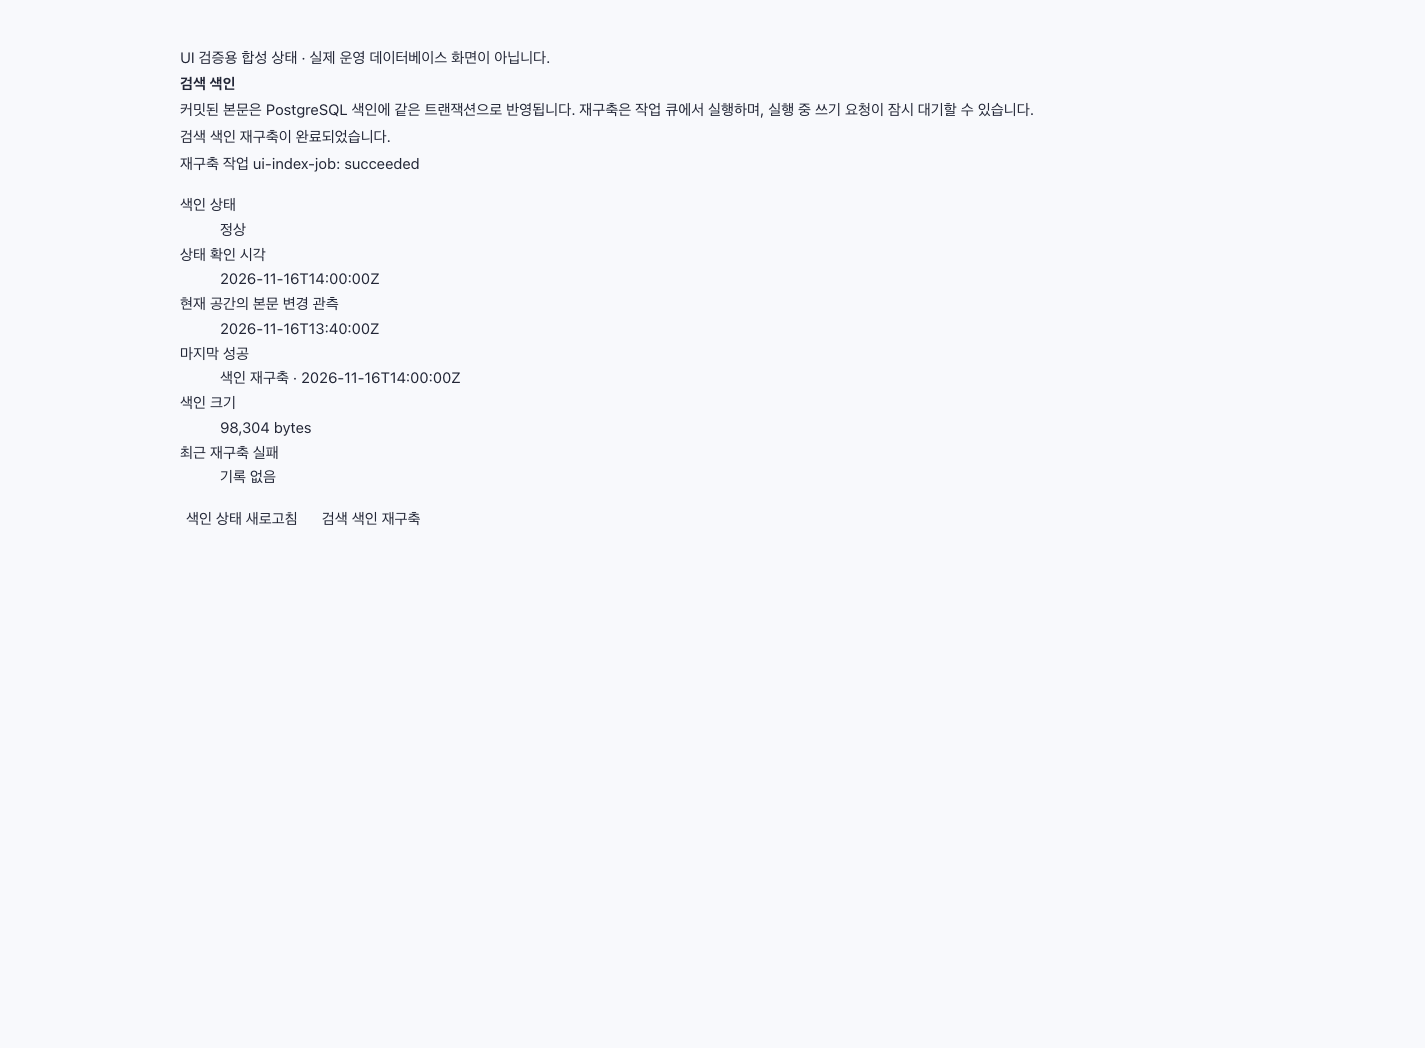 UI 검증용 합성 상태 · 실제 운영 데이터베이스 화면이 아닙니다.
검색 색인
커밋된 본문은 PostgreSQL 색인에 같은 트랜잭션으로 반영됩니다. 재구축은 작업 큐에서 실행하며, 실행 중 쓰기 요청이 잠시 대기할 수 있습니다.
검색 색인 재구축이 완료되었습니다.
재구축 작업 ui-index-job: succeeded
색인 상태
정상
상태 확인 시각
2026-11-16T14:00:00Z
현재 공간의 본문 변경 관측
2026-11-16T13:40:00Z
마지막 성공
색인 재구축 · 2026-11-16T14:00:00Z
색인 크기
98,304 bytes
최근 재구축 실패
기록 없음
색인 상태 새로고침 검색 색인 재구축